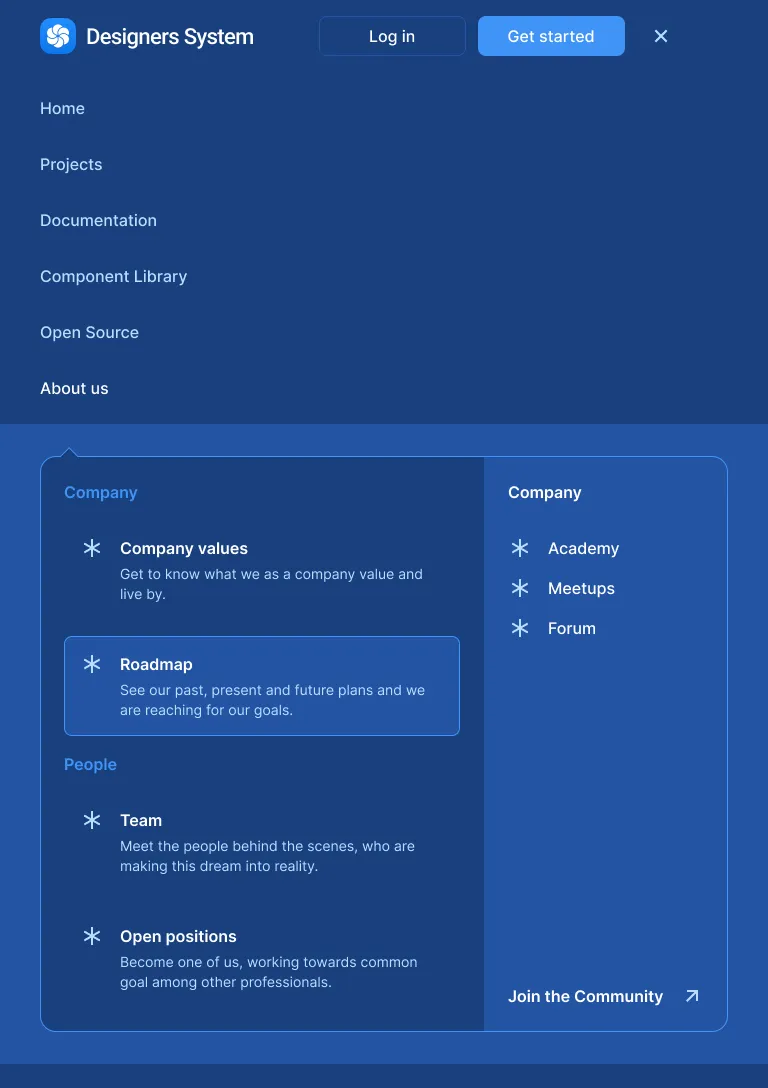 Designers System
Log in
Get started
Home
Projects
Documentation
Component Library
Open Source
About us
Company
Company values
Get to know what we as a company value and
live by.
Roadmap
See our past, present and future plans and we
are reaching for our goals.
People
Team
Meet the people behind the scenes, who are
making this dream into reality.
Open positions
Become one of us, working towards common
goal among other professionals.
Company
Academy
Meetups
Forum
Join the Community